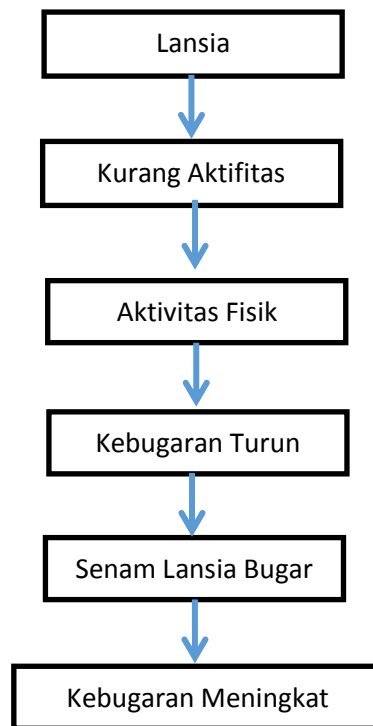 Lansia
Kurang Aktifitas
Aktivitas Fisik
Kebugaran Turun
Senam Lansia Bugar
Kebugaran Meningkat